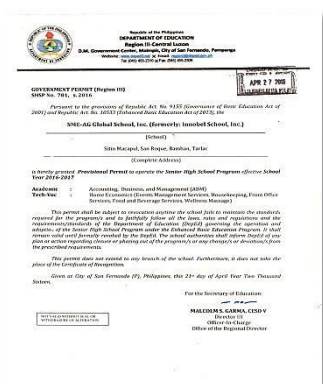 Republic of the Philippines
DEPARTMENT OF EDUCATION
Region III-Central Luzon
D.M. Government Center, Maimpis, City of San Fernando, Pampanga
APR 27 2016
GOVERNMENT PERMIT (Region III)
SHSP No. 701, s.2016
Pursuant to the provisions of Republic Act No. 9155 [Governance of Basic Education Act of
2001] and Republic Act No. 10533 [Enhanced Basic Education Act of 2013], the
SME-AG Global School, Inc. (formerly: Innobel School, Inc.)
(School)
Sitio Macapul, San Roque, Bamban, Tarlac
(Complete Address)
is hereby granted Provisional Permit to operate the Senior High School Program effective School
Year 2016-2017
Academic : Accounting, Business, and Management (ABM)
Tech-Voc : Home Economics (Events Management Services, Housekeeping, Front Office
Services, Food and Beverage Services, Wellness Massage)
This permit shall be subject to revocation anytime the school fails to maintain the standards
required for the program/s and to faithfully follow all the laws, rules and regulations and the
requirements/standards of the Department of Education (DepEd) governing the operation and
adoption of the Senior High School Program under the Enhanced Basic Education Program. It shall
remain valid until formally revoked by the DepEd. The school authorities shall inform DepEd of any
plan or action regarding closure or phasing out of the program/s or any change/s or deviation/s from
the prescribed requirements.
This permit does not extend to any branch of the school. Furthermore, it does not take the
place of the Certificate of Recognition.
Given at City of San Fernando (P), Philippines, this 21st day of April Year Two Thousand
Sixteen.
For the Secretary of Education:
MALCOLM S. GARMA, CESO V
Director III
Officer-In-Charge
Office of the Regional Director
NOT VALID WITHOUT SEAL OR
WITH ERASURE OR ALTERATION